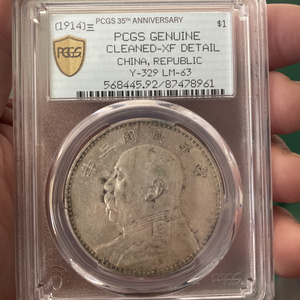 PCGS 35TH ANNIVERSARY
(1914)三 $1
PCGS GENUINE
CLEANED-XF DETAIL
CHINA, REPUBLIC
Y-329 LM-63
568445.92/87478961
PCGS
年三國民華中